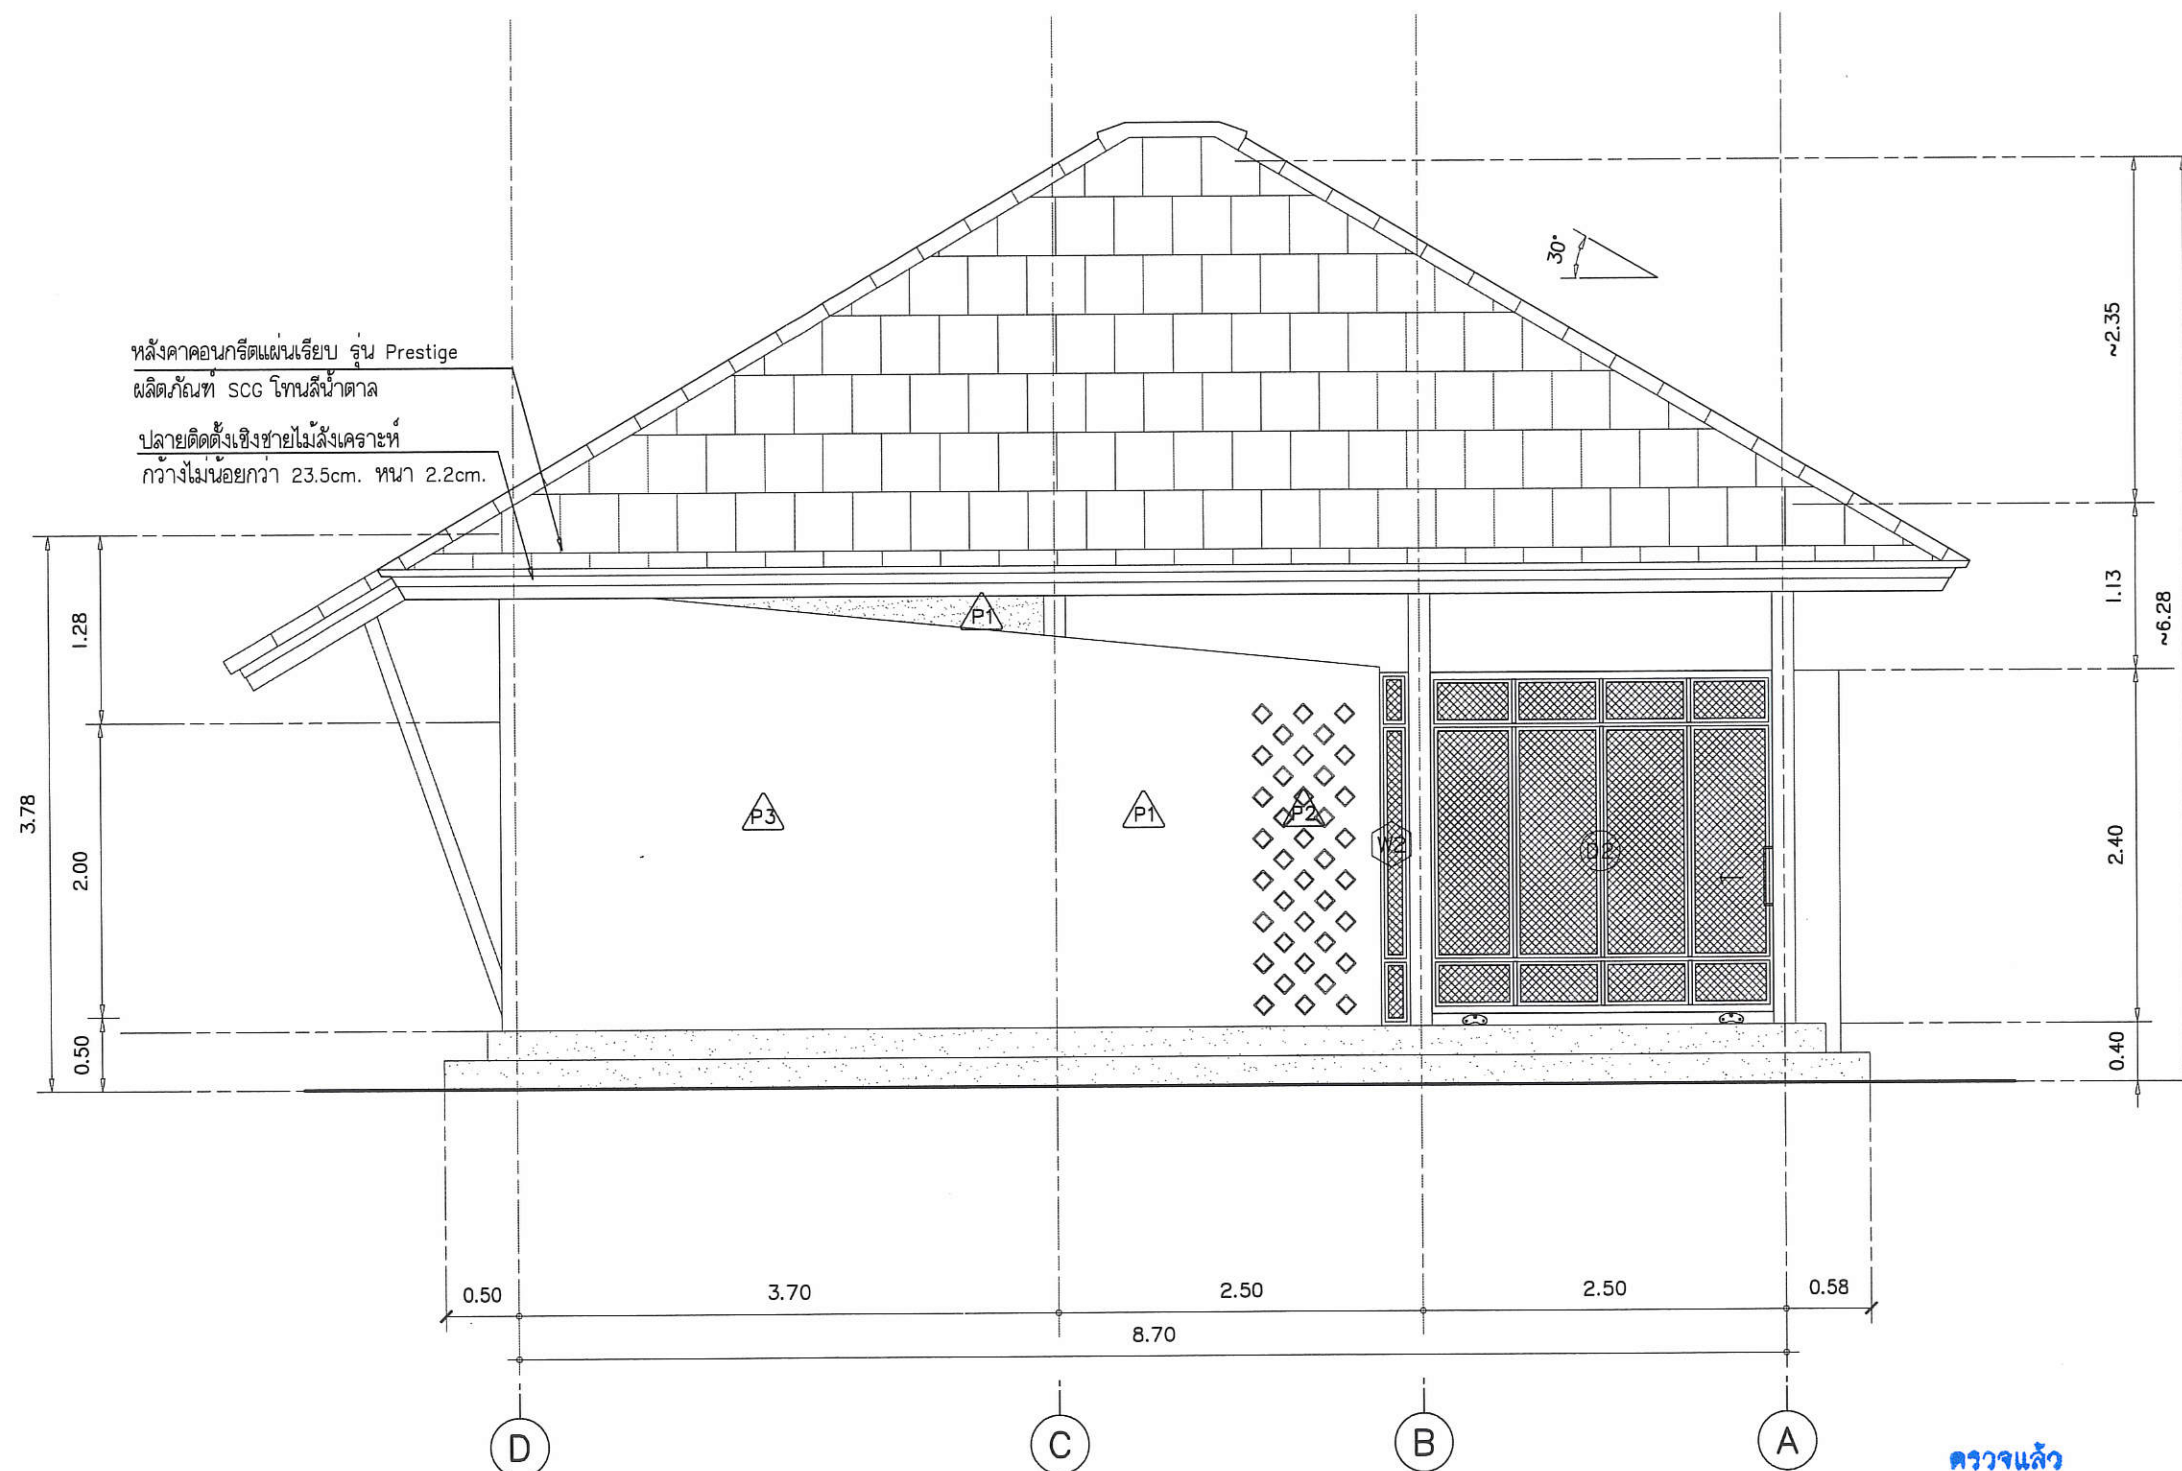 30°
~2.35
หลังคาคอนกรีตแผ่นเรียบ รุ่น Prestige
ผลิตภัณฑ์ SCG โทนสีน้ำตาล
ปลายติดตั้งเชิงชายไม้สังเคราะห์
กว้างไม่น้อยกว่า 23.5cm. หนา 2.2cm.
1.13
~6.28
1.28
P1
3.78
P3
P1
P2
W2
D2
2.00
2.40
0.50
0.40
0.50
3.70
2.50
2.50
0.58
8.70
D
C
B
A
ตรวจแล้ว